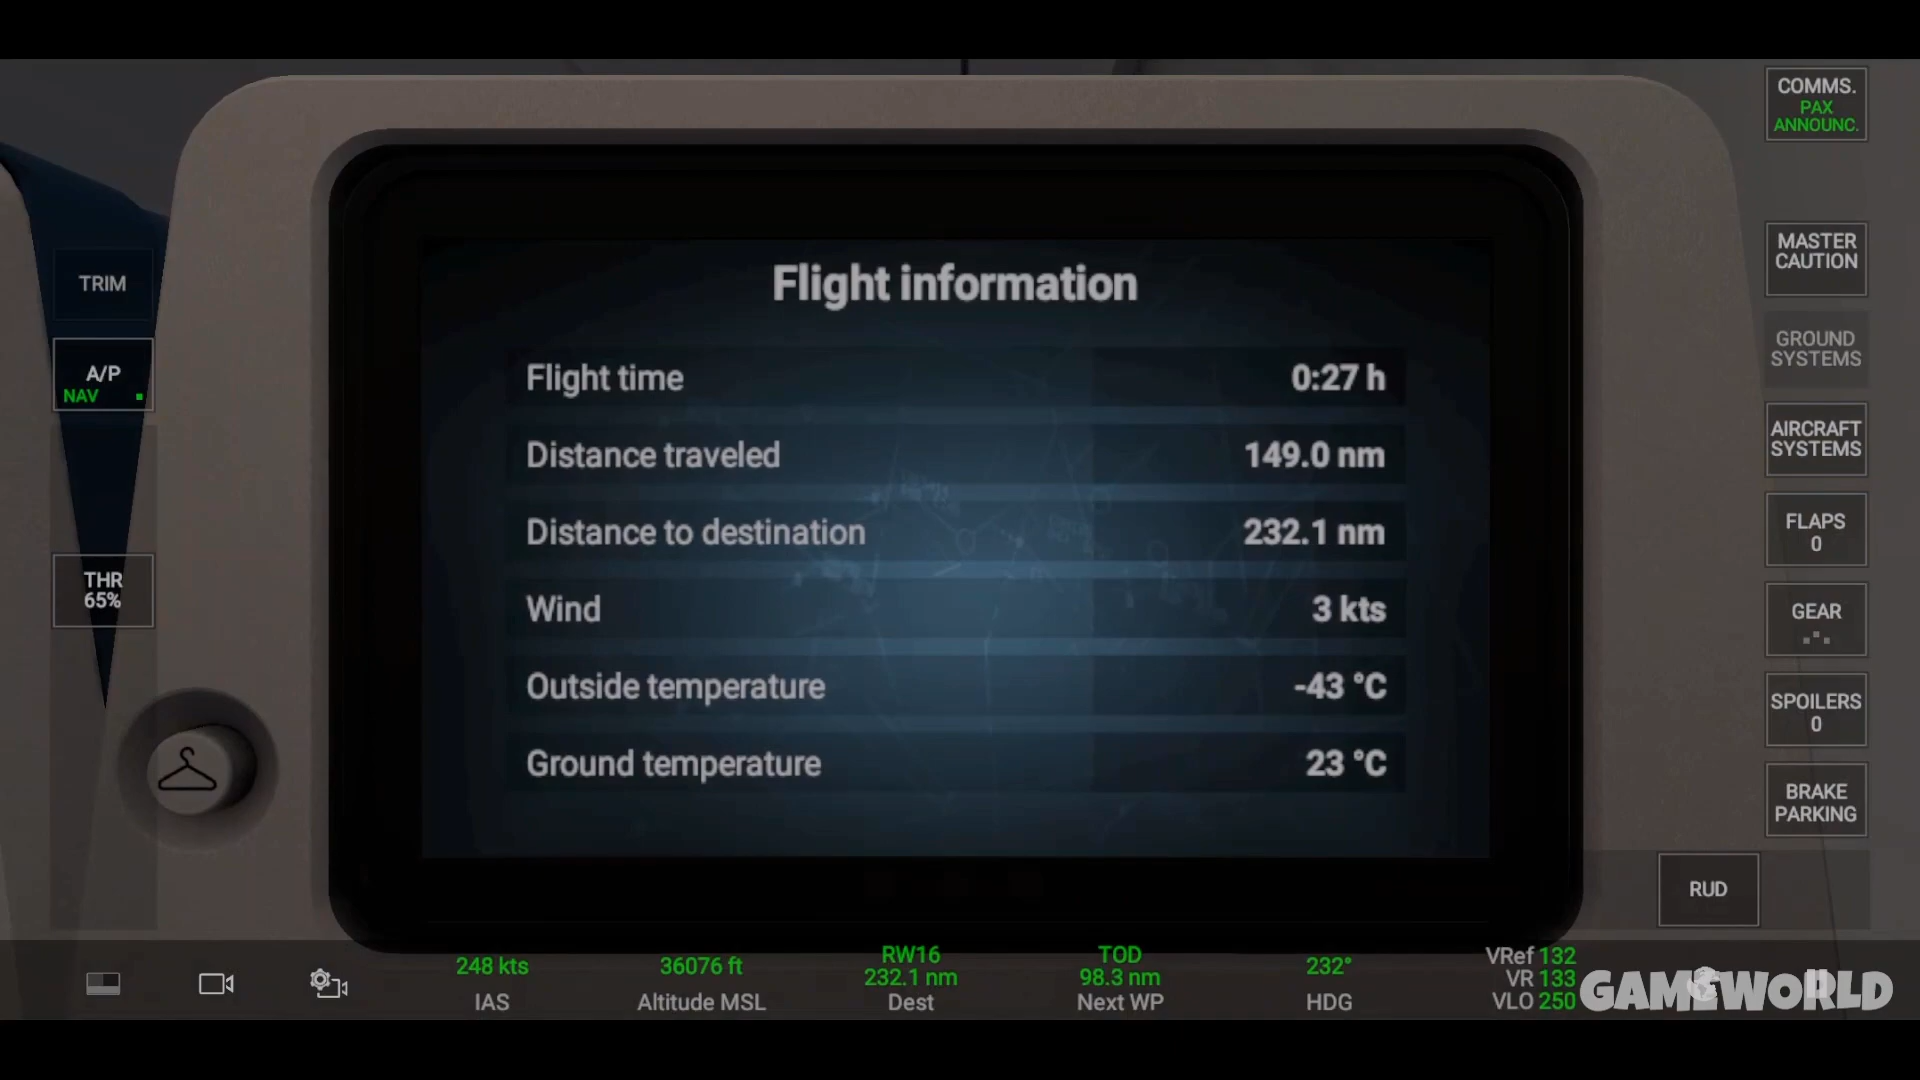 COMMS.
PAX
ANNOUNC.
MASTER
CAUTION
GROUND
SYSTEMS
AIRCRAFT
SYSTEMS
FLAPS
0
GEAR
SPOILERS
0
BRAKE
PARKING
RUD
TRIM
A/P
NAV
THR
65%
Flight information
Flight time 0:27 h
Distance traveled 149.0 nm
Distance to destination 232.1 nm
Wind 3 kts
Outside temperature -43 °C
Ground temperature 23 °C
248 kts
IAS
36076 ft
Altitude MSL
RW16
232.1 nm
Dest
TOD
98.3 nm
Next WP
232°
HDG
VRef 132
VR 133
VLO 250
GAMEWORLD